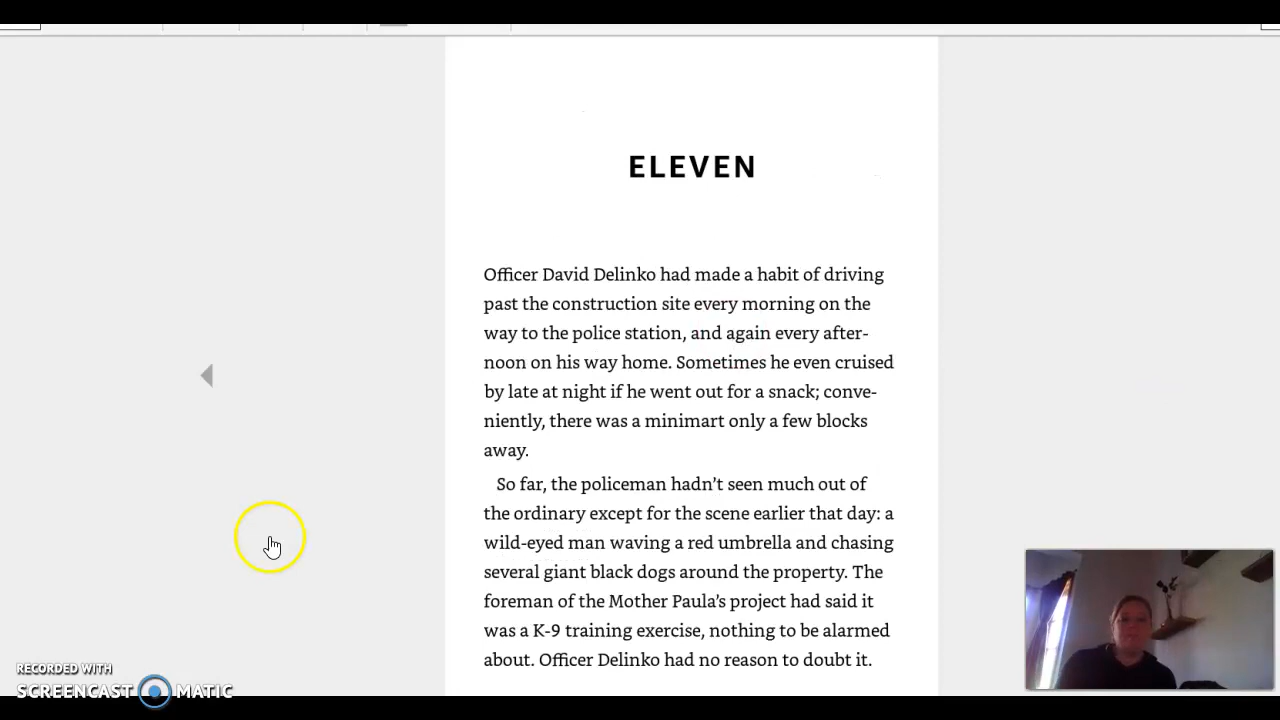 ELEVEN
Officer David Delinko had made a habit of driving
past the construction site every morning on the
way to the police station, and again every after-
noon on his way home. Sometimes he even cruised
by late at night if he went out for a snack; conve-
niently, there was a minimart only a few blocks
away.
So far, the policeman hadn’t seen much out of
the ordinary except for the scene earlier that day: a
wild-eyed man waving a red umbrella and chasing
several giant black dogs around the property. The
foreman of the Mother Paula’s project had said it
was a K-9 training exercise, nothing to be alarmed
about. Officer Delinko had no reason to doubt it.
RECORDED WITH
SCREENCAST MATIC